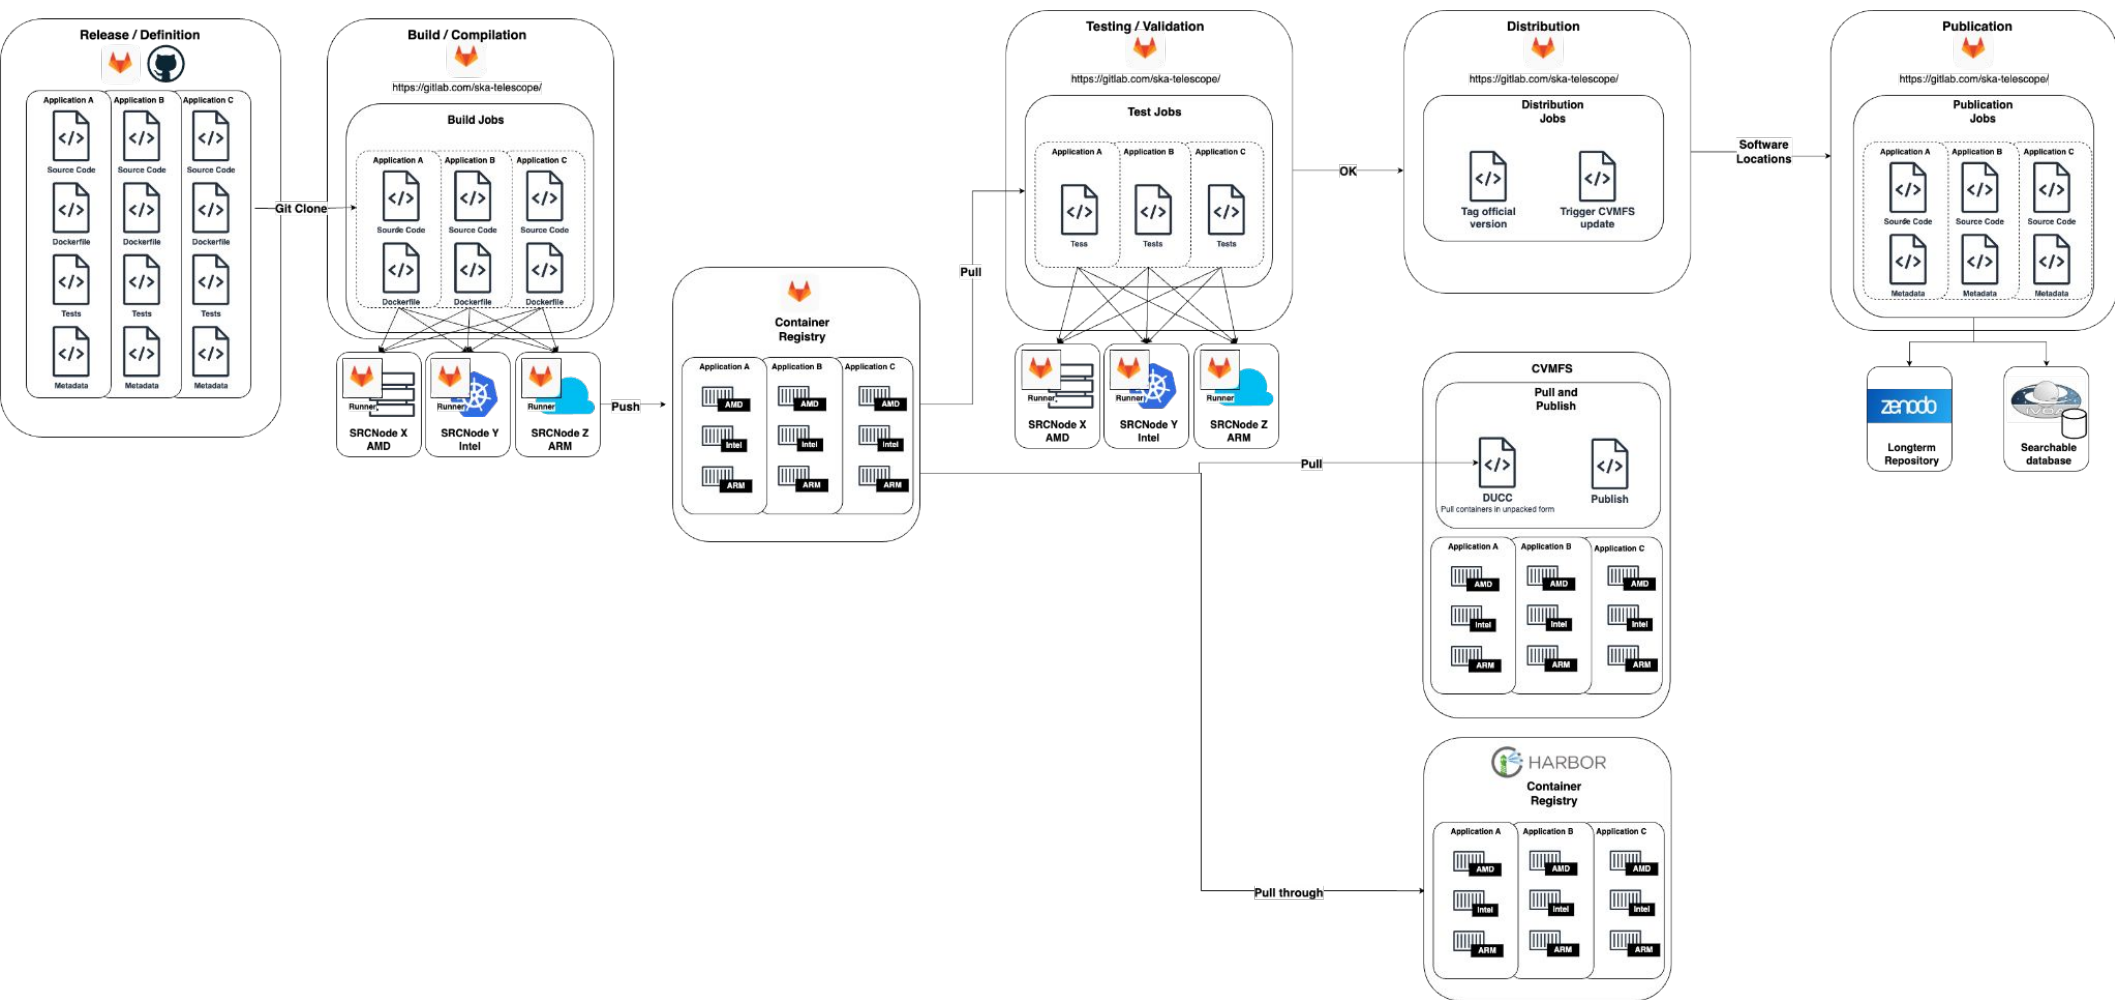 Release / Definition
Application A
Application B
Application C
Source Code
Source Code
Source Code
Dockerfile
Dockerfile
Dockerfile
Tests
Tests
Tests
Metadata
Metadata
Metadata
Git Clone
Build / Compilation
https://gitlab.com/ska-telescope/
Build Jobs
Application A
Application B
Application C
Source Code
Source Code
Source Code
Dockerfile
Dockerfile
Dockerfile
Runner
SRCNode X
AMD
Runner
SRCNode Y
Intel
Runner
SRCNode Z
ARM
Push
Container
Registry
Application A
Application B
Application C
AMD
AMD
AMD
Intel
Intel
Intel
ARM
ARM
ARM
Pull
Testing / Validation
https://gitlab.com/ska-telescope/
Test Jobs
Application A
Application B
Application C
Tess
Tests
Tests
Runner
SRCNode X
AMD
Runner
SRCNode Y
Intel
Runner
SRCNode Z
ARM
OK
Distribution
https://gitlab.com/ska-telescope/
Distribution
Jobs
Tag official
version
Trigger CVMFS
update
Software
Locations
Publication
https://gitlab.com/ska-telescope/
Publication
Jobs
Application A
Application B
Application C
Source Code
Source Code
Source Code
Metadata
Metadata
Metadata
zenodo
Longterm
Repository
IVOA
Searchable
database
Pull
CVMFS
Pull and
Publish
DUCC
Pull containers in unpacked form
Publish
Application A
Application B
Application C
AMD
AMD
AMD
Intel
Intel
Intel
ARM
ARM
ARM
Pull through
HARBOR
Container
Registry
Application A
Application B
Application C
AMD
AMD
AMD
Intel
Intel
Intel
ARM
ARM
ARM